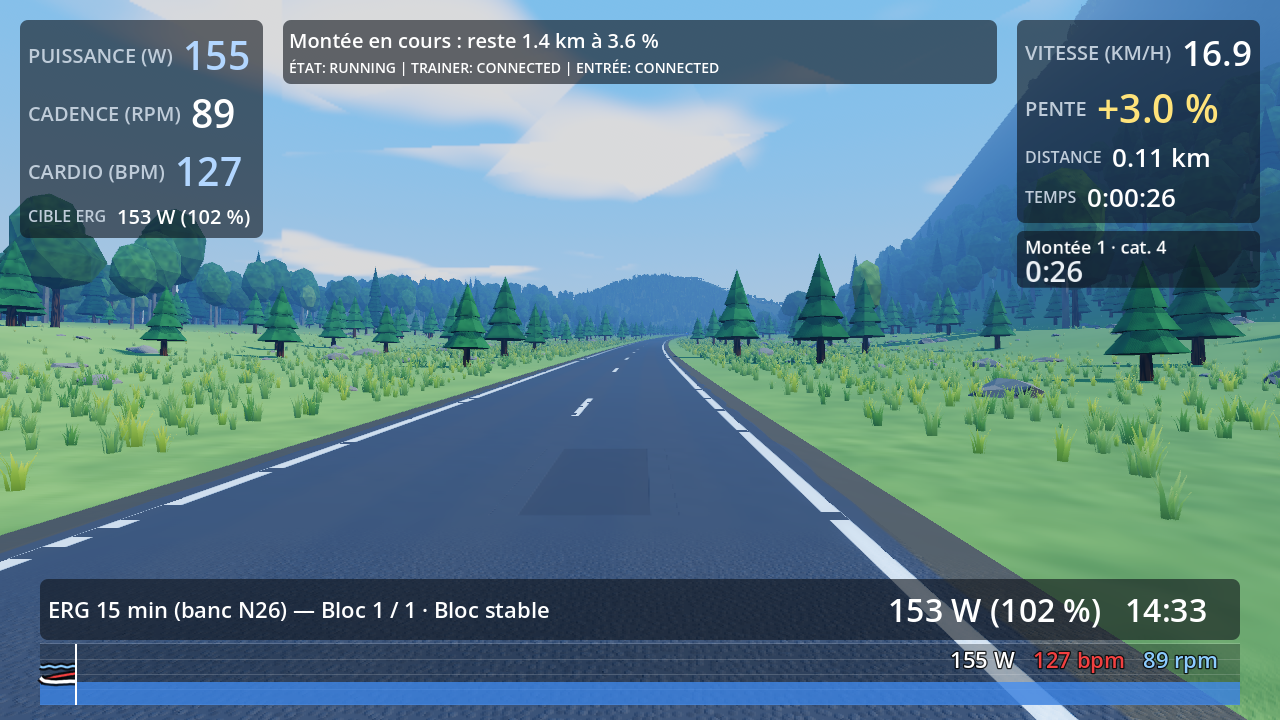 PUISSANCE (W) 155
CADENCE (RPM) 89
CARDIO (BPM) 127
CIBLE ERG 153 W (102 %)
Montée en cours : reste 1.4 km à 3.6 %
ÉTAT: RUNNING | TRAINER: CONNECTED | ENTRÉE: CONNECTED
VITESSE (KM/H) 16.9
PENTE +3.0 %
DISTANCE 0.11 km
TEMPS 0:00:26
Montée 1 · cat. 4
0:26
ERG 15 min (banc N26) — Bloc 1 / 1 · Bloc stable 153 W (102 %) 14:33
155 W 127 bpm 89 rpm